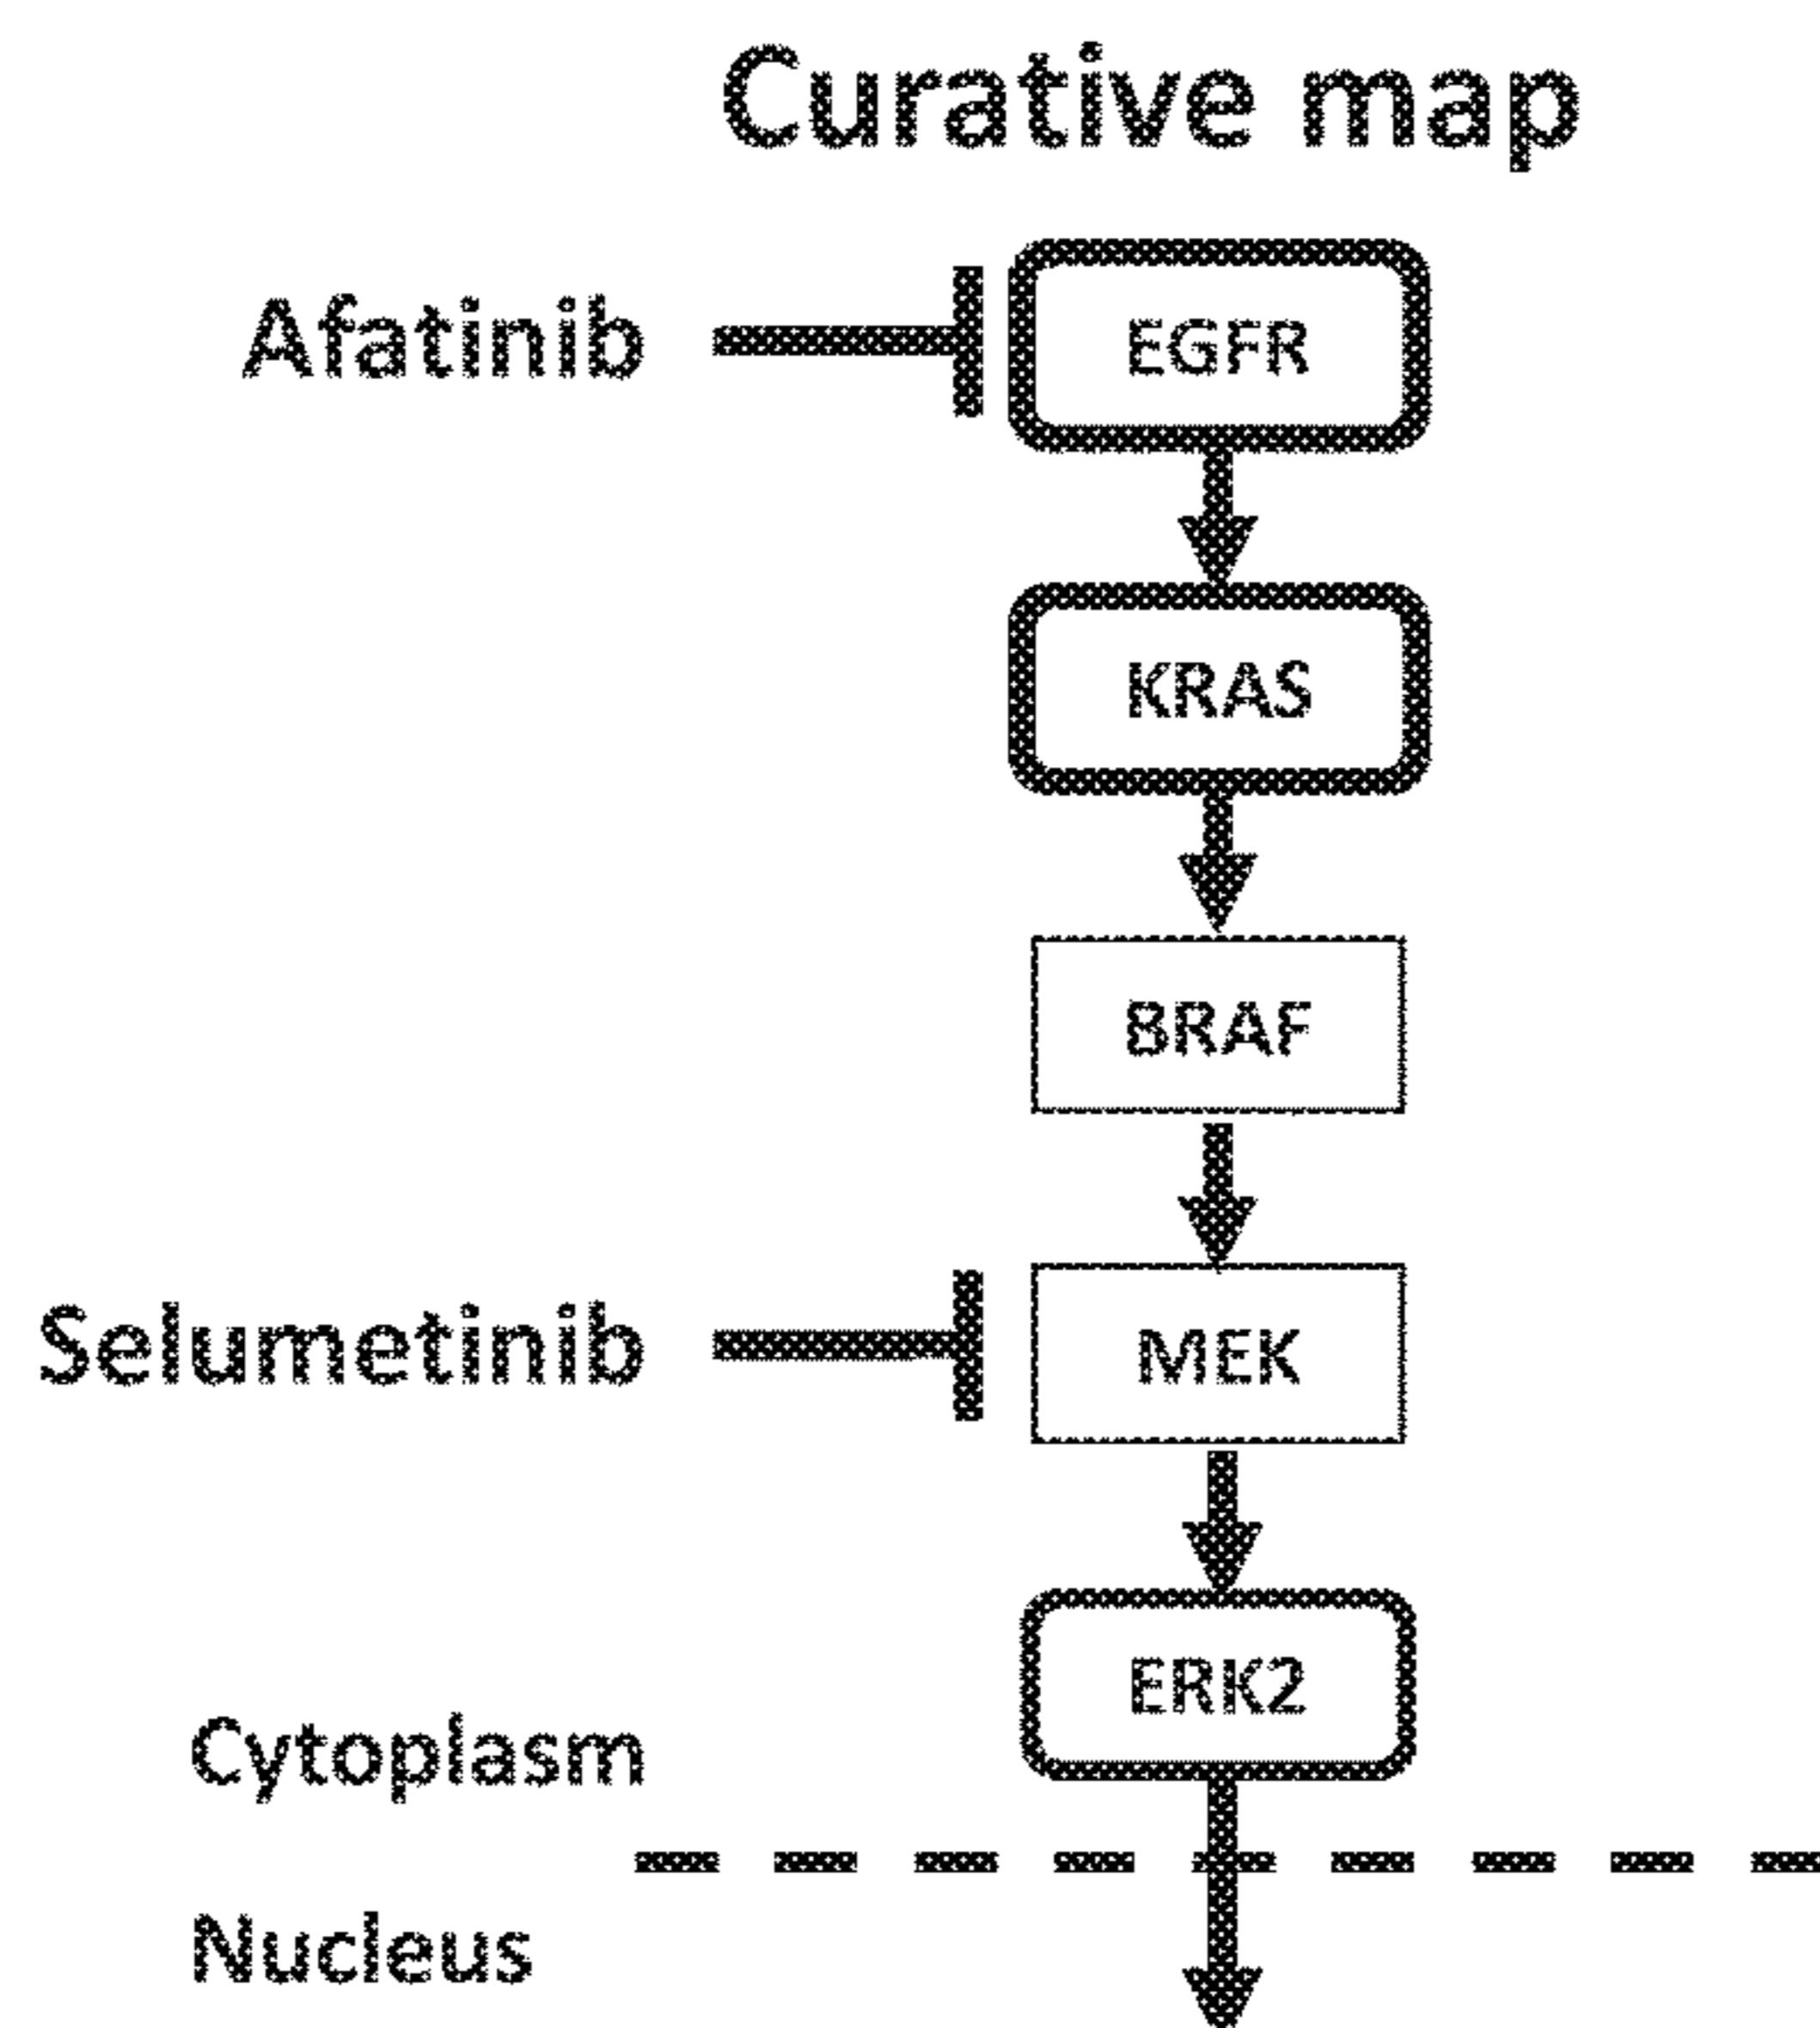 Curative map
Afatinib
EGFR
KRAS
BRAF
Selumetinib
MEK
ERK2
Cytoplasm
Nucleus